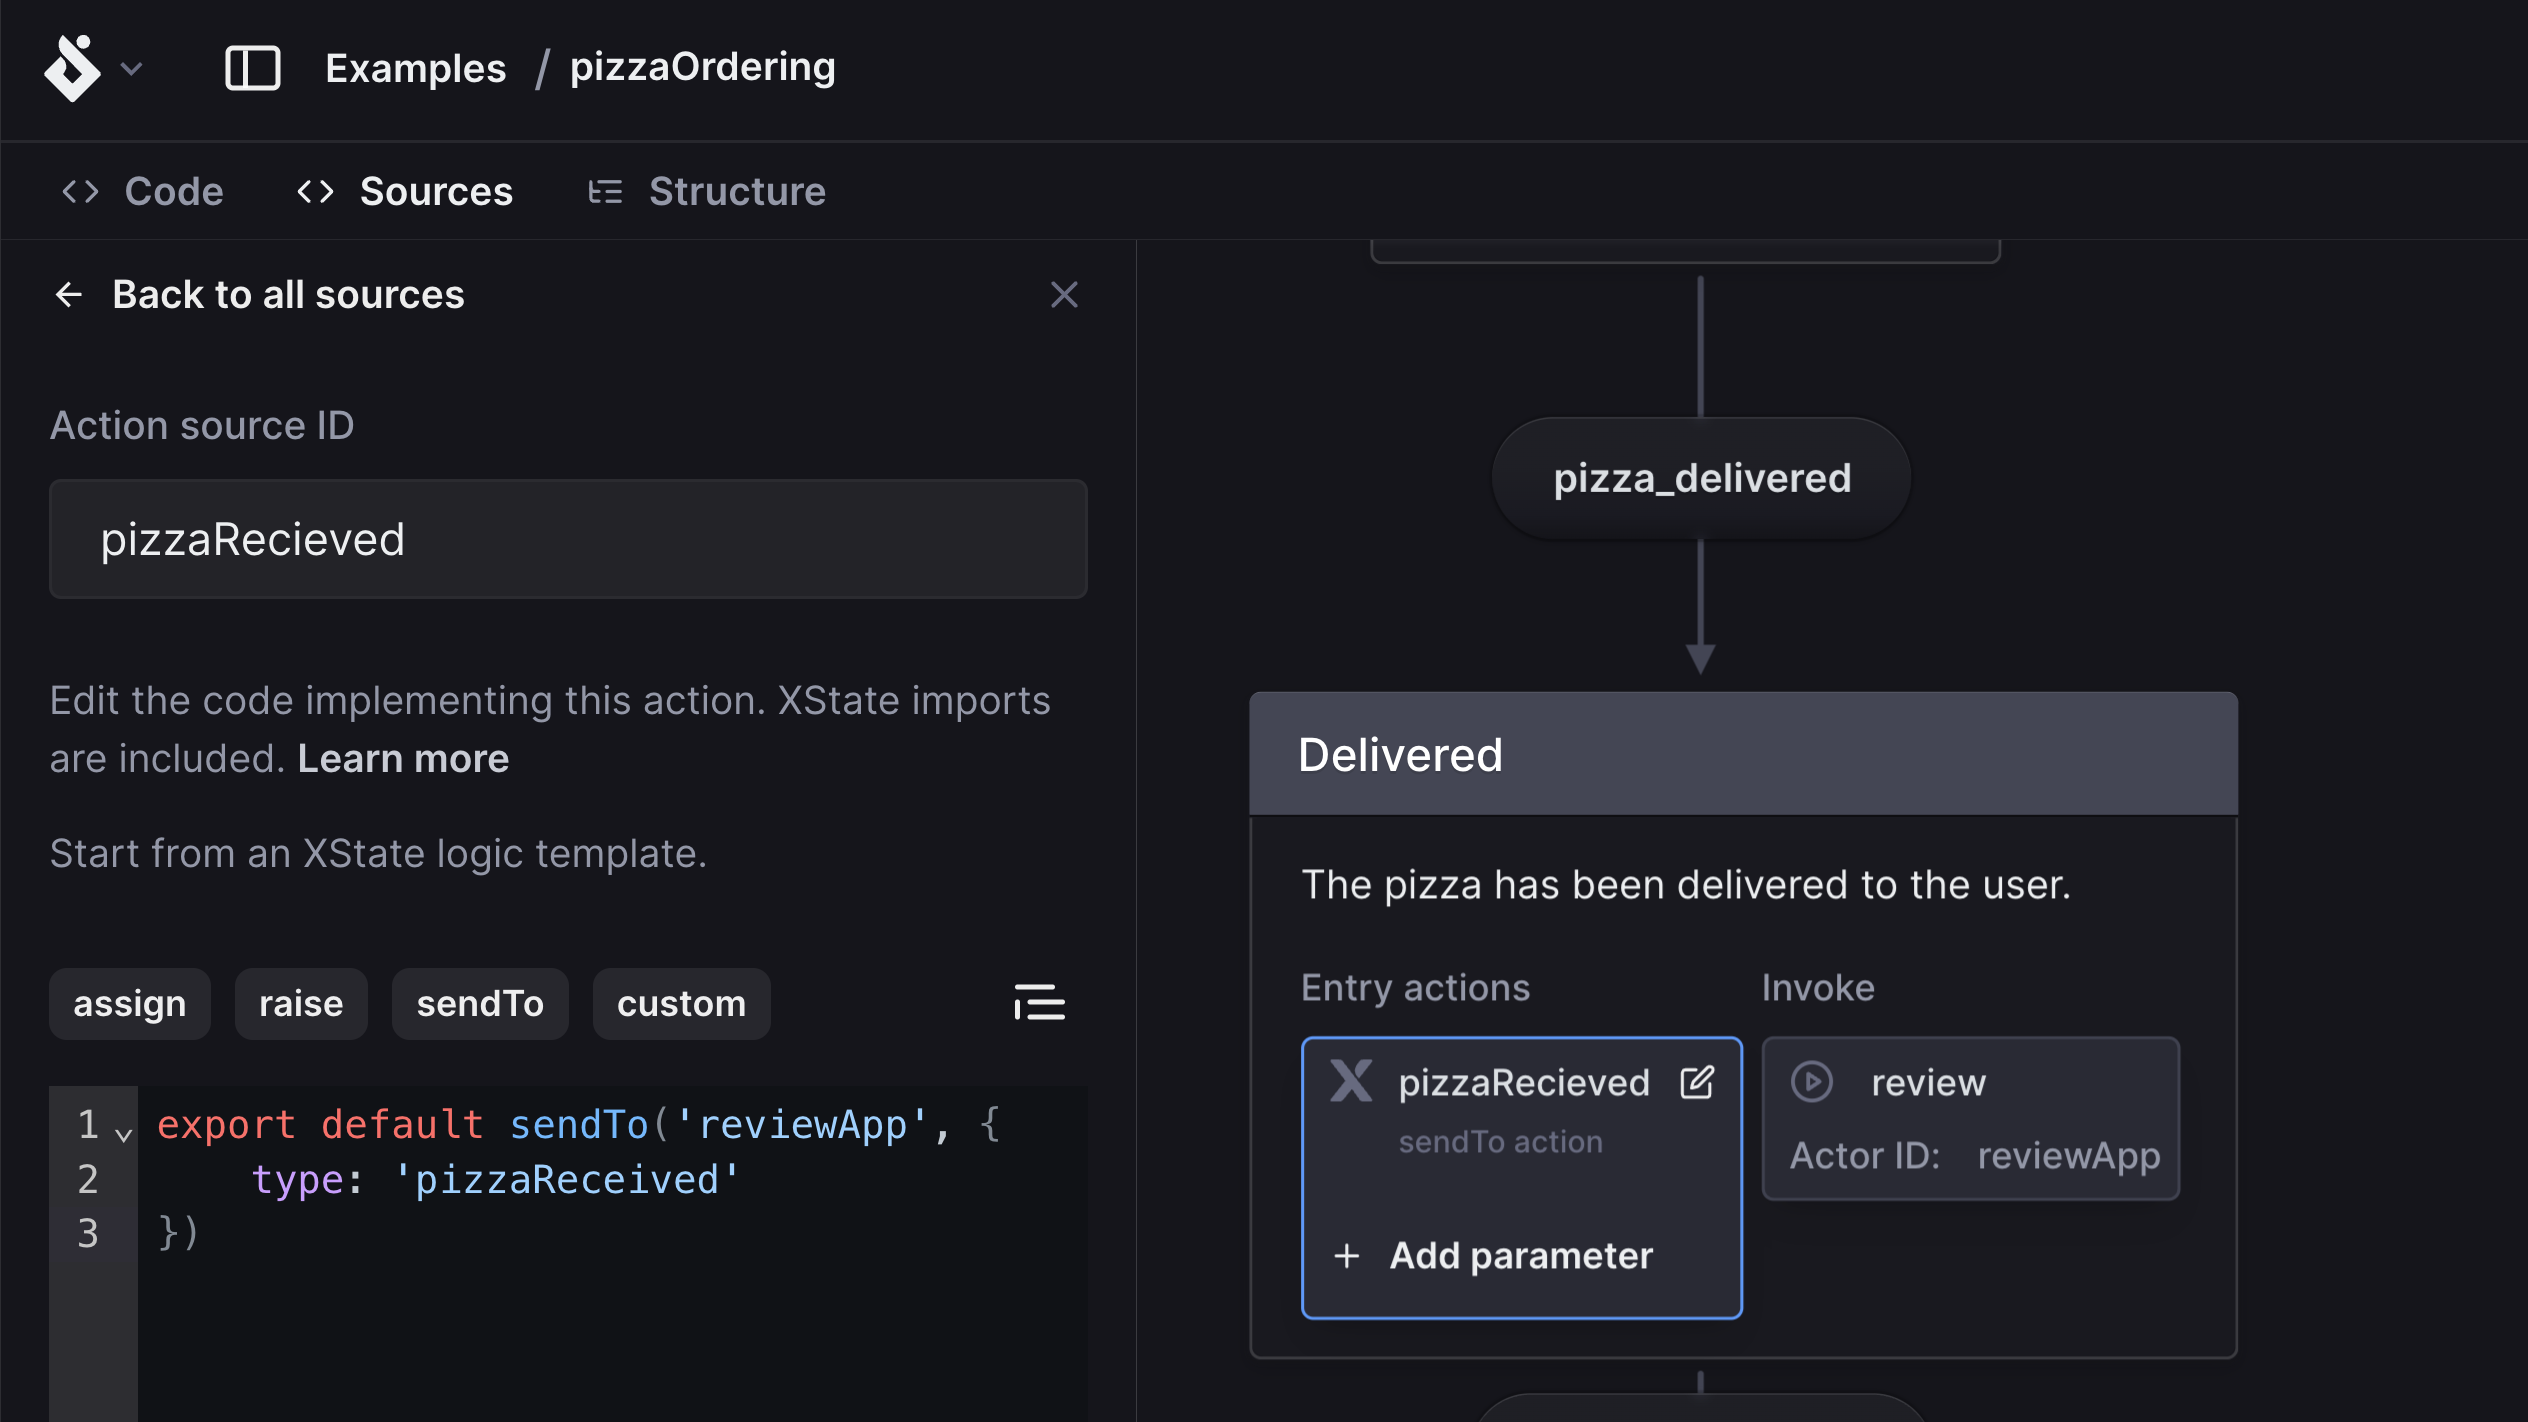 Examples / pizzaOrdering
Code
Sources
Structure
Back to all sources
Action source ID
pizzaRecieved
Edit the code implementing this action. XState imports
are included. Learn more
Start from an XState logic template.
assign
raise
sendTo
custom
1 export default sendTo('reviewApp', {
2 type: 'pizzaReceived'
3 })
pizza_delivered
Delivered
The pizza has been delivered to the user.
Entry actions
pizzaRecieved
sendTo action
+ Add parameter
Invoke
review
Actor ID: reviewApp